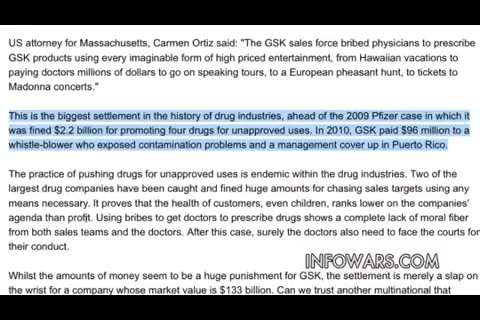 US attorney for Massachusetts, Carmen Ortiz said: "The GSK sales force bribed physicians to prescribe
GSK products using every imaginable form of high priced entertainment, from Hawaiian vacations to
paying doctors millions of dollars to go on speaking tours, to a European pheasant hunt, to tickets to
Madonna concerts."
This is the biggest settlement in the history of drug industries, ahead of the 2009 Pfizer case in which it
was fined $2.2 billion for promoting four drugs for unapproved uses. In 2010, GSK paid $96 million to a
whistle-blower who exposed contamination problems and a management cover up in Puerto Rico.
The practice of pushing drugs for unapproved uses is endemic within the drug industries. Two of the
largest drug companies have been caught and fined huge amounts for chasing sales targets using any
means necessary. It proves that the health of customers, even children, ranks lower on the companies'
agenda than profit. Using bribes to get doctors to prescribe drugs shows a complete lack of moral fiber
from both sales teams and the doctors. After this case, surely the doctors also need to face the courts for
their conduct.
INFOWARS.COM
Whilst the amounts of money seem to be a huge punishment for GSK, the settlement is merely a slap on
the wrist for a company whose market value is $133 billion. Can we trust another multinational that